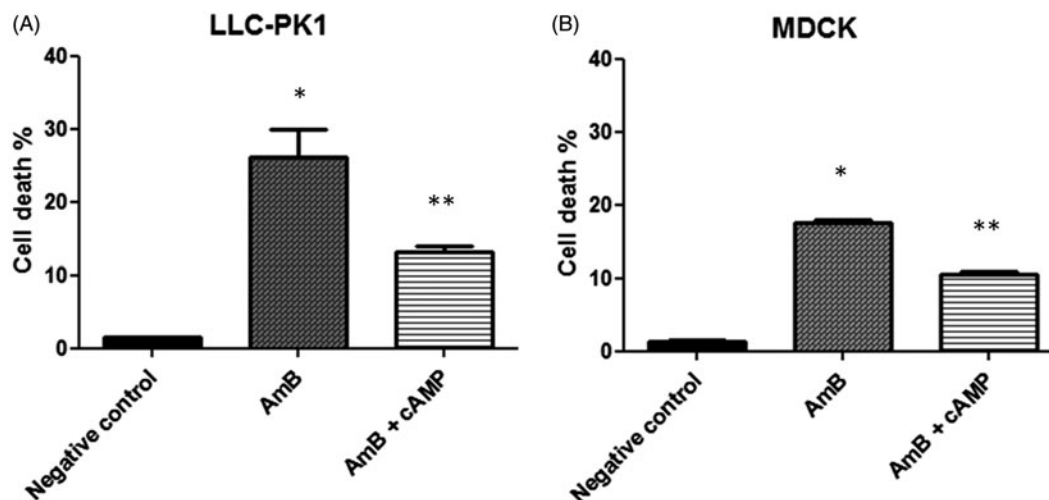 (A)
LLC-PK1
Cell death %
40
30
20
10
0
*
**
Negative control
AmB
AmB + cAMP
(B)
MDCK
Cell death %
40
30
20
10
0
*
**
Negative control
AmB
AmB + cAMP